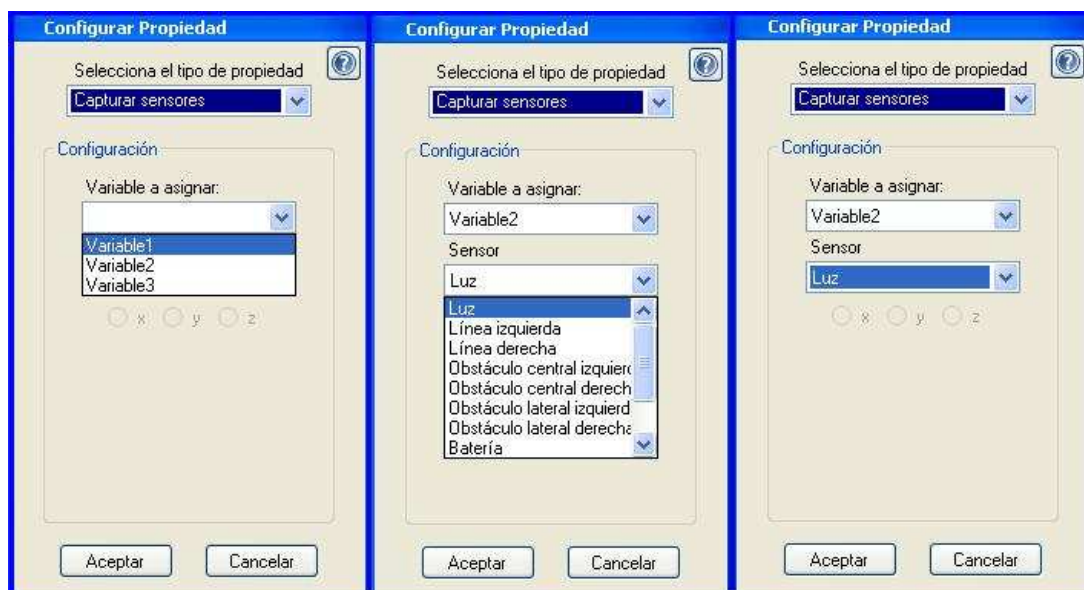 Configurar Propiedad
Selecciona el tipo de propiedad
Capturar sensores
Configuración
Variable a asignar:
Variable1
Variable2
Variable3
x y z
Aceptar Cancelar
Configurar Propiedad
Selecciona el tipo de propiedad
Capturar sensores
Configuración
Variable a asignar:
Variable2
Sensor
Luz
Luz
Línea izquierda
Línea derecha
Obstáculo central izquierd
Obstáculo central derech
Obstáculo lateral izquierd
Obstáculo lateral derecha
Batería
Aceptar Cancelar
Configurar Propiedad
Selecciona el tipo de propiedad
Capturar sensores
Configuración
Variable a asignar:
Variable2
Sensor
Luz
x y z
Aceptar Cancelar